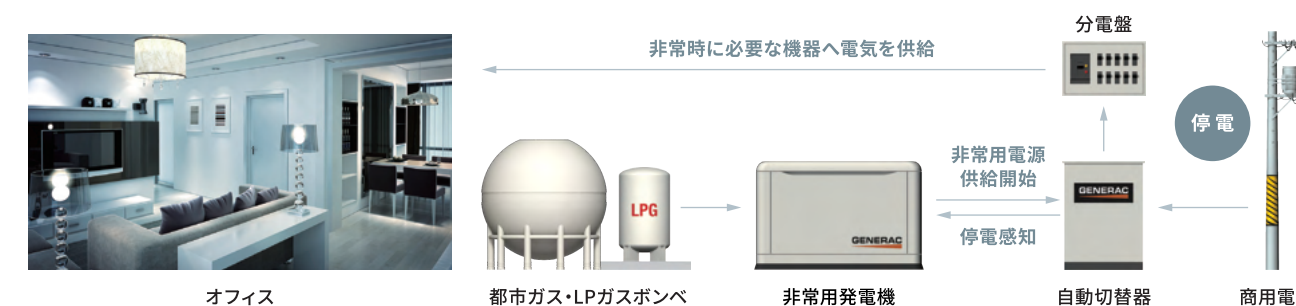 分電盤
非常時に必要な機器へ電気を供給
停電
非常用電源
供給開始
GENERAC
LPG
GENERAC
停電感知
オフィス
都市ガス・LPガスボンベ
非常用発電機
自動切替器
商用電